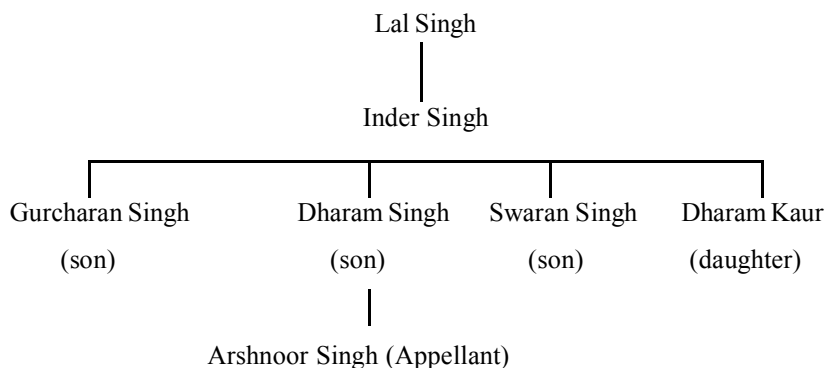 Lal Singh
Inder Singh
Gurcharan Singh Dharam Singh Swaran Singh Dharam Kaur
(son) (son) (son) (daughter)
Arshnoor Singh (Appellant)